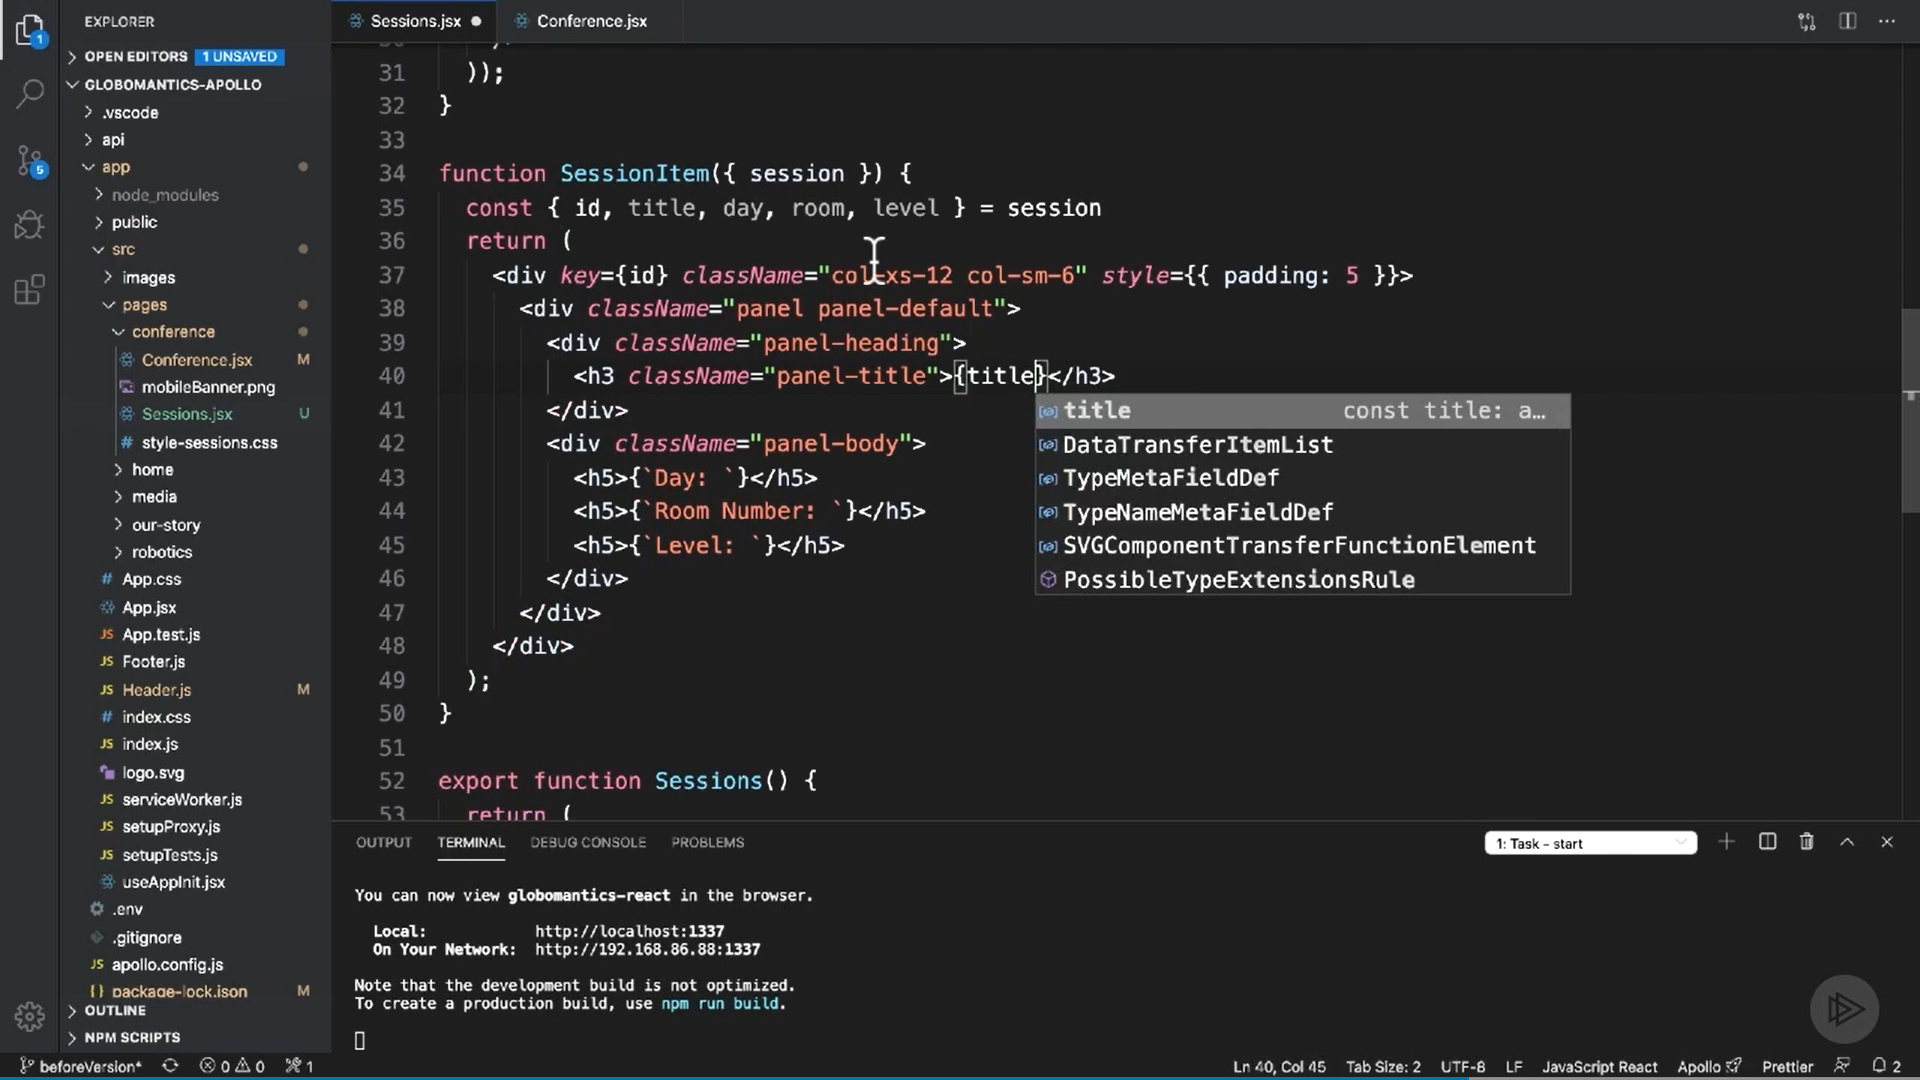 EXPLORER
OPEN EDITORS 1 UNSAVED
GLOBOMANTICS-APOLLO
.vscode
api
app
node_modules
public
src
images
pages
conference
Conference.jsx M
mobileBanner.png
Sessions.jsx U
style-sessions.css
home
media
our-story
robotics
App.css
App.jsx
App.test.js
Footer.js
Header.js M
index.css
index.js
logo.svg
serviceWorker.js
setupProxy.js
setupTests.js
useAppInit.jsx
.env
.gitignore
apollo.config.js
package-lock.json M
OUTLINE
NPM SCRIPTS
1
5
Sessions.jsx Conference.jsx
31 ));
32 }
33
34 function SessionItem({ session }) {
35 const { id, title, day, room, level } = session
36 return (
37 <div key={id} className="col-xs-12 col-sm-6" style={{ padding: 5 }}>
38 <div className="panel panel-default">
39 <div className="panel-heading">
40 <h3 className="panel-title">{title}</h3>
41 </div>
42 <div className="panel-body">
43 <h5>{`Day: `}</h5>
44 <h5>{`Room Number: `}</h5>
45 <h5>{`Level: `}</h5>
46 </div>
47 </div>
48 </div>
49 );
50 }
51
52 export function Sessions() {
53 return (
title const title: a…
DataTransferItemList
TypeMetaFieldDef
TypeNameMetaFieldDef
SVGComponentTransferFunctionElement
PossibleTypeExtensionsRule
OUTPUT TERMINAL DEBUG CONSOLE PROBLEMS 1: Task - start
You can now view globomantics-react in the browser.
Local: http://localhost:1337
On Your Network: http://192.168.86.88:1337
Note that the development build is not optimized.
To create a production build, use npm run build.
beforeVersion* 0 0 1 Ln 40, Col 45 Tab Size: 2 UTF-8 LF JavaScript React Apollo Prettier 2